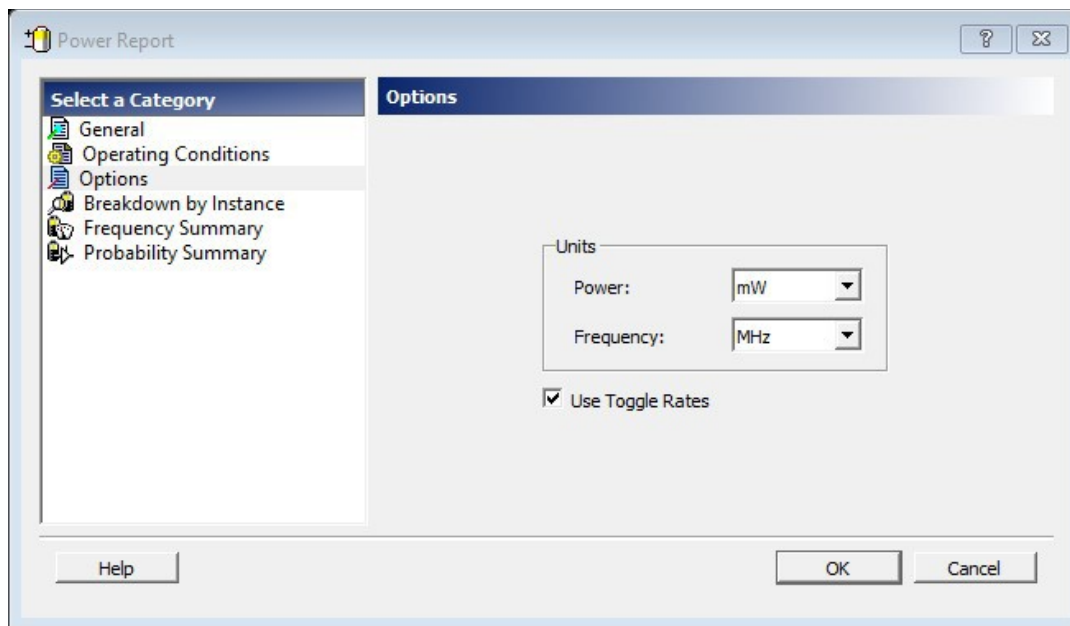 Power Report
Select a Category
General
Operating Conditions
Options
Breakdown by Instance
Frequency Summary
Probability Summary
Options
Units
Power: mW
Frequency: MHz
Use Toggle Rates
Help OK Cancel